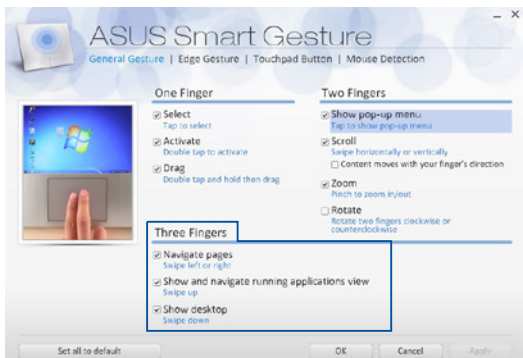 ASUS Smart Gesture
General Gesture | Edge Gesture | Touchpad Button | Mouse Detection
One Finger
Select
Tap to select
Activate
Double tap to activate
Drag
Double tap and hold then drag
Two Fingers
Show pop-up menu
Tap to show pop-up menu
Scroll
Swipe horizontally or vertically
Content moves with your finger's direction
Zoom
Pinch to zoom in/out
Rotate
Rotate two fingers clockwise or
counterclockwise
Three Fingers
Navigate pages
Swipe left or right
Show and navigate running applications view
Swipe up
Show desktop
Swipe down
Set all to default
OK
Cancel
Apply